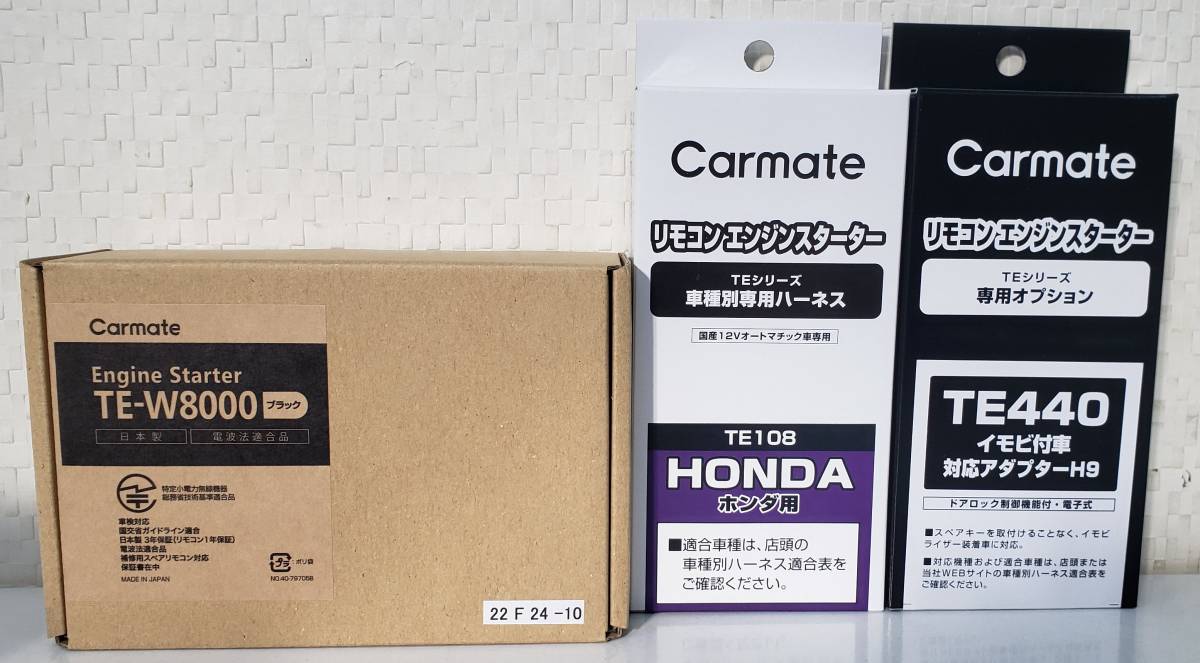 Carmate
Engine Starter
TE-W8000 ブラック
日本製 電波法適合品
特定小電力無線機器
総務省技術基準適合品
車検対応
国交省ガイドライン適合
日本製 3年保証(リモコン1年保証)
電波法適合品
補修用スペアリモコン対応
保証書在中
MADE IN JAPAN
プラ
ポリ袋
NO.40-797058
22 F 24 -10
Carmate
リモコンエンジンスターター
TEシリーズ
車種別専用ハーネス
国産12Vオートマチック車専用
TE108
HONDA
ホンダ用
■適合車種は、店頭の
車種別ハーネス適合表を
ご確認ください。
Carmate
リモコンエンジンスターター
TEシリーズ
専用オプション
TE440
イモビ付車
対応アダプターH9
ドアロック制御機能付・電子式
■スペアキーを取付けることなく、イモビ
ライザー装着車に対応。
■対応機種および適合車種は、店頭または
当社WEBサイトの車種別ハーネス適合表を
ご確認ください。